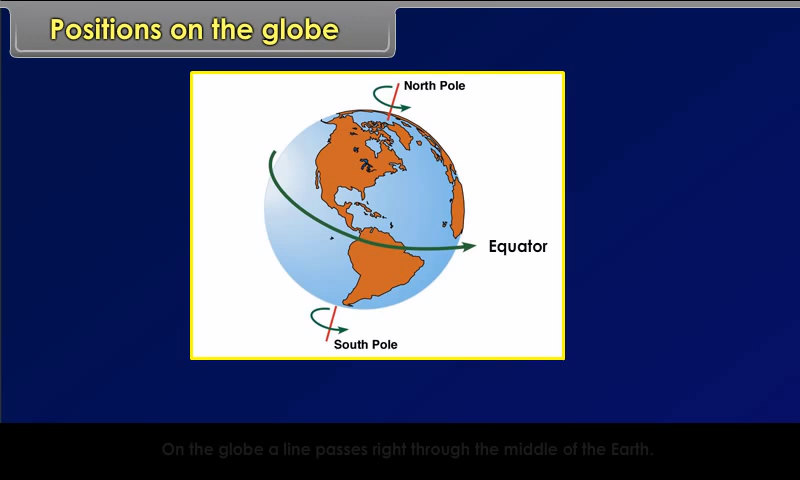 Positions on the globe
North Pole
Equator
South Pole
On the globe a line passes right through the middle of the Earth.